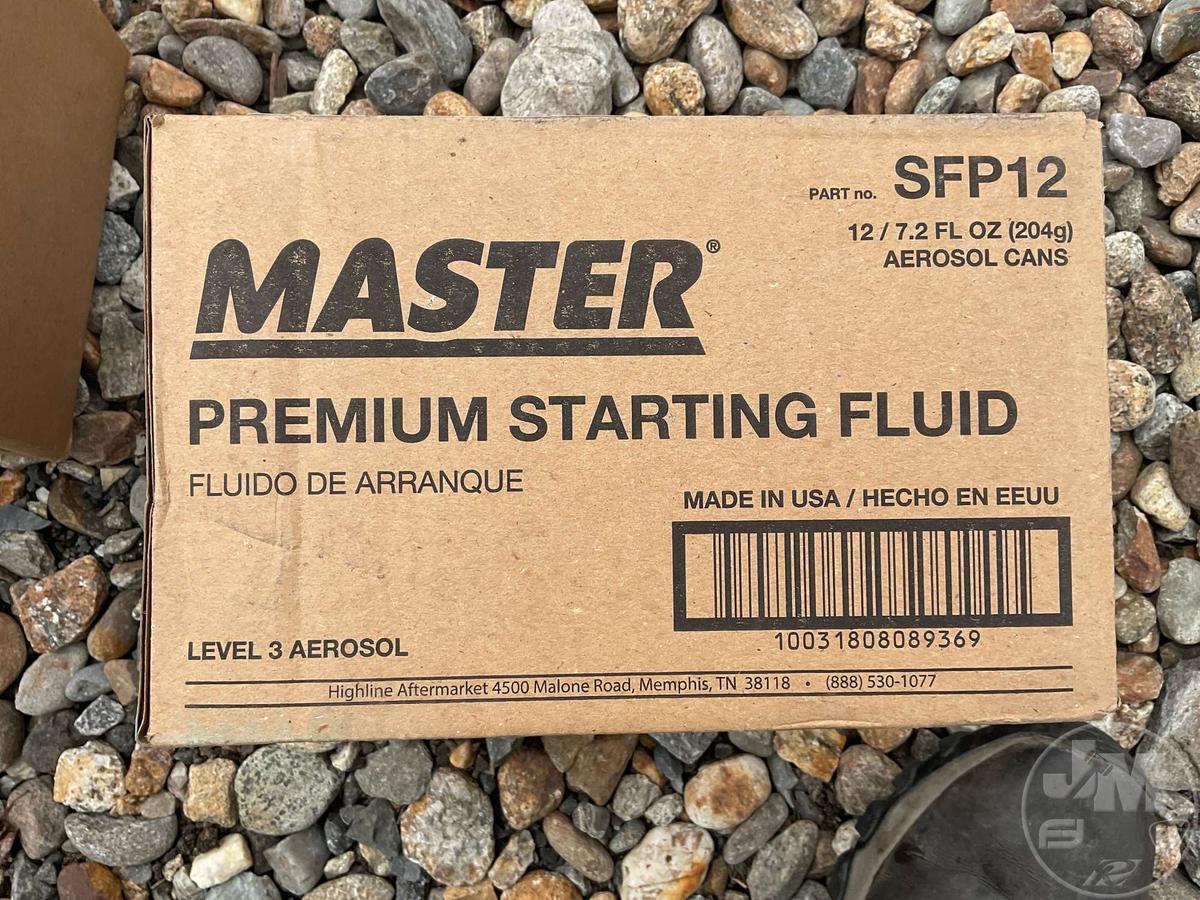 PART no. SFP12
12 / 7.2 FL OZ (204g)
AEROSOL CANS
MASTER®
PREMIUM STARTING FLUID
FLUIDO DE ARRANQUE
MADE IN USA / HECHO EN EEUU
10031808089369
LEVEL 3 AEROSOL
Highline Aftermarket 4500 Malone Road, Memphis, TN 38118 • (888) 530-1077
JM